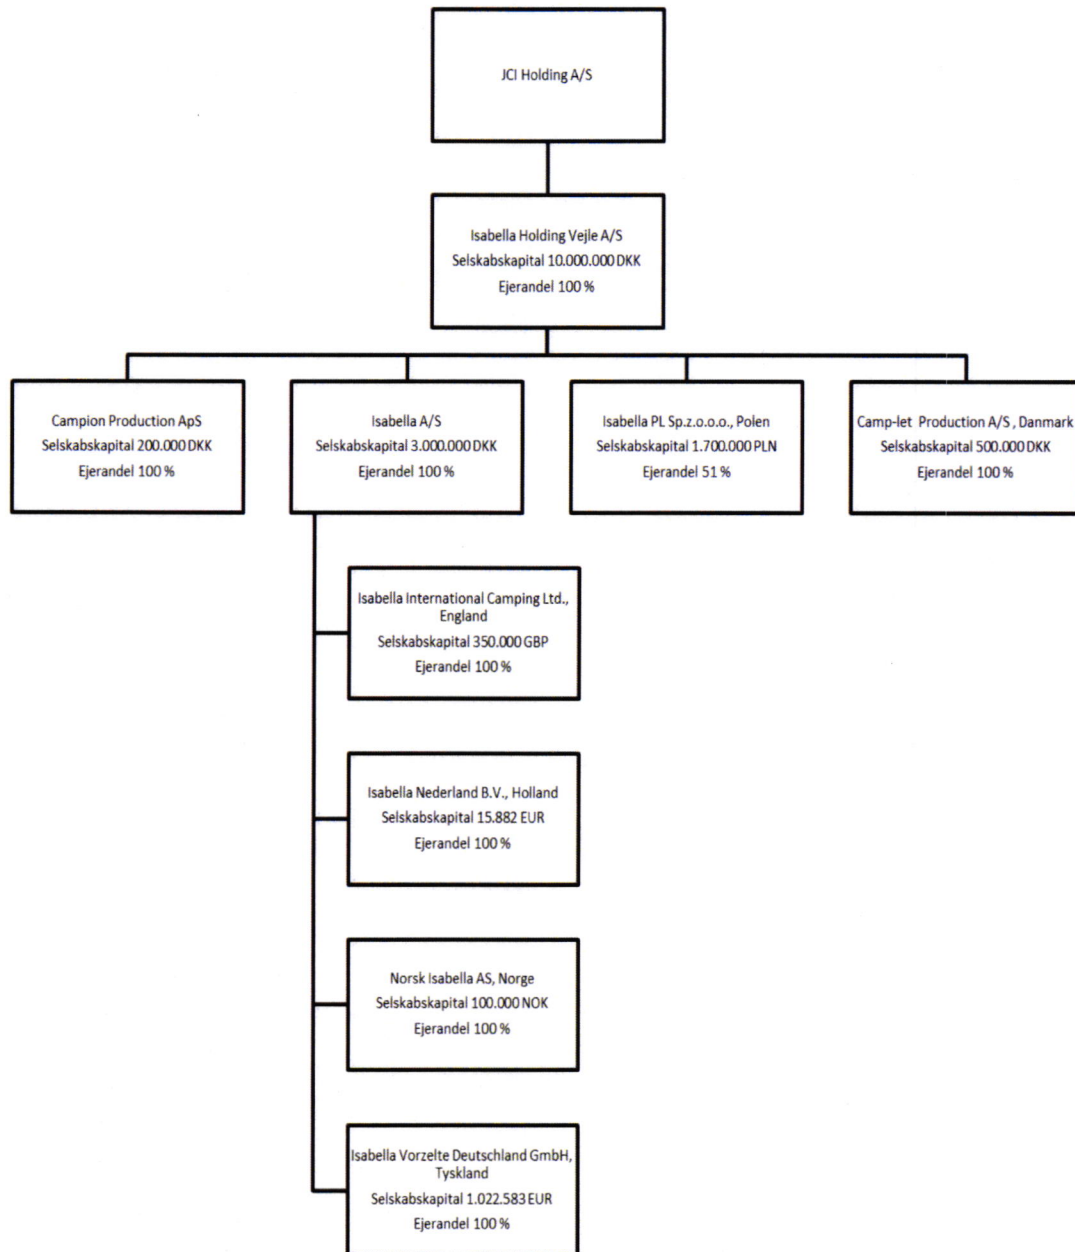 JCI Holding A/S
Isabella Holding Vejle A/S
Selskabskapital 10.000.000 DKK
Ejerandel 100 %
Campion Production ApS
Selskabskapital 200.000 DKK
Ejerandel 100 %
Isabella A/S
Selskabskapital 3.000.000 DKK
Ejerandel 100 %
Isabella PL Sp.z.o.o.o., Polen
Selskabskapital 1.700.000 PLN
Ejerandel 51 %
Camp-let Production A/S , Danmark
Selskabskapital 500.000 DKK
Ejerandel 100 %
Isabella International Camping Ltd.,
England
Selskabskapital 350.000 GBP
Ejerandel 100 %
Isabella Nederland B.V., Holland
Selskabskapital 15.882 EUR
Ejerandel 100 %
Norsk Isabella AS, Norge
Selskabskapital 100.000 NOK
Ejerandel 100 %
Isabella Vorzelte Deutschland GmbH,
Tyskland
Selskabskapital 1.022.583 EUR
Ejerandel 100 %